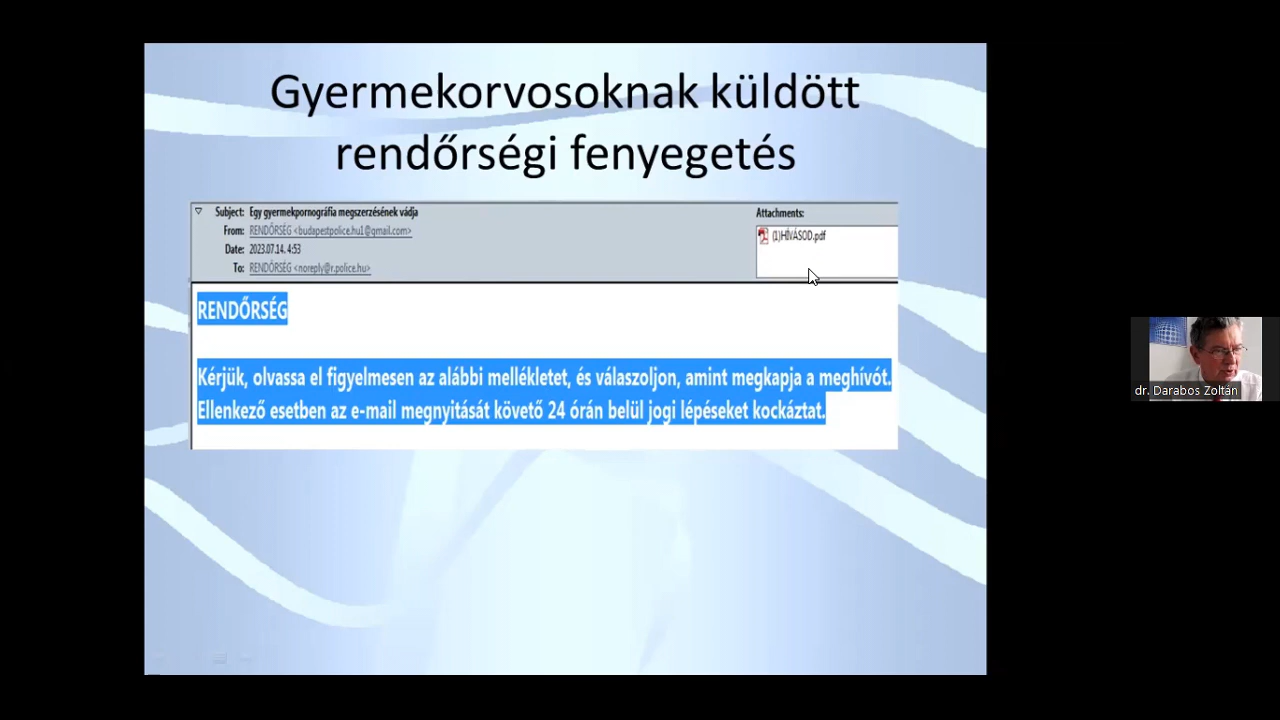 Gyermekorvosoknak küldött
rendőrségi fenyegetés
Subject: Egy gyermekpornográfia megszerzésének vádja
From: RENDŐRSÉG <budapestpolice.hu1@gmail.com>
Date: 2023.07.14. 4:53
To: RENDŐRSÉG <noreply@r.police.hu>
Attachments:
(1)HÍVÁSOD.pdf
RENDŐRSÉG
Kérjük, olvassa el figyelmesen az alábbi mellékletet, és válaszoljon, amint megkapja a meghívót.
Ellenkező esetben az e-mail megnyitását követő 24 órán belül jogi lépéseket kockáztat.
dr. Darabos Zoltán